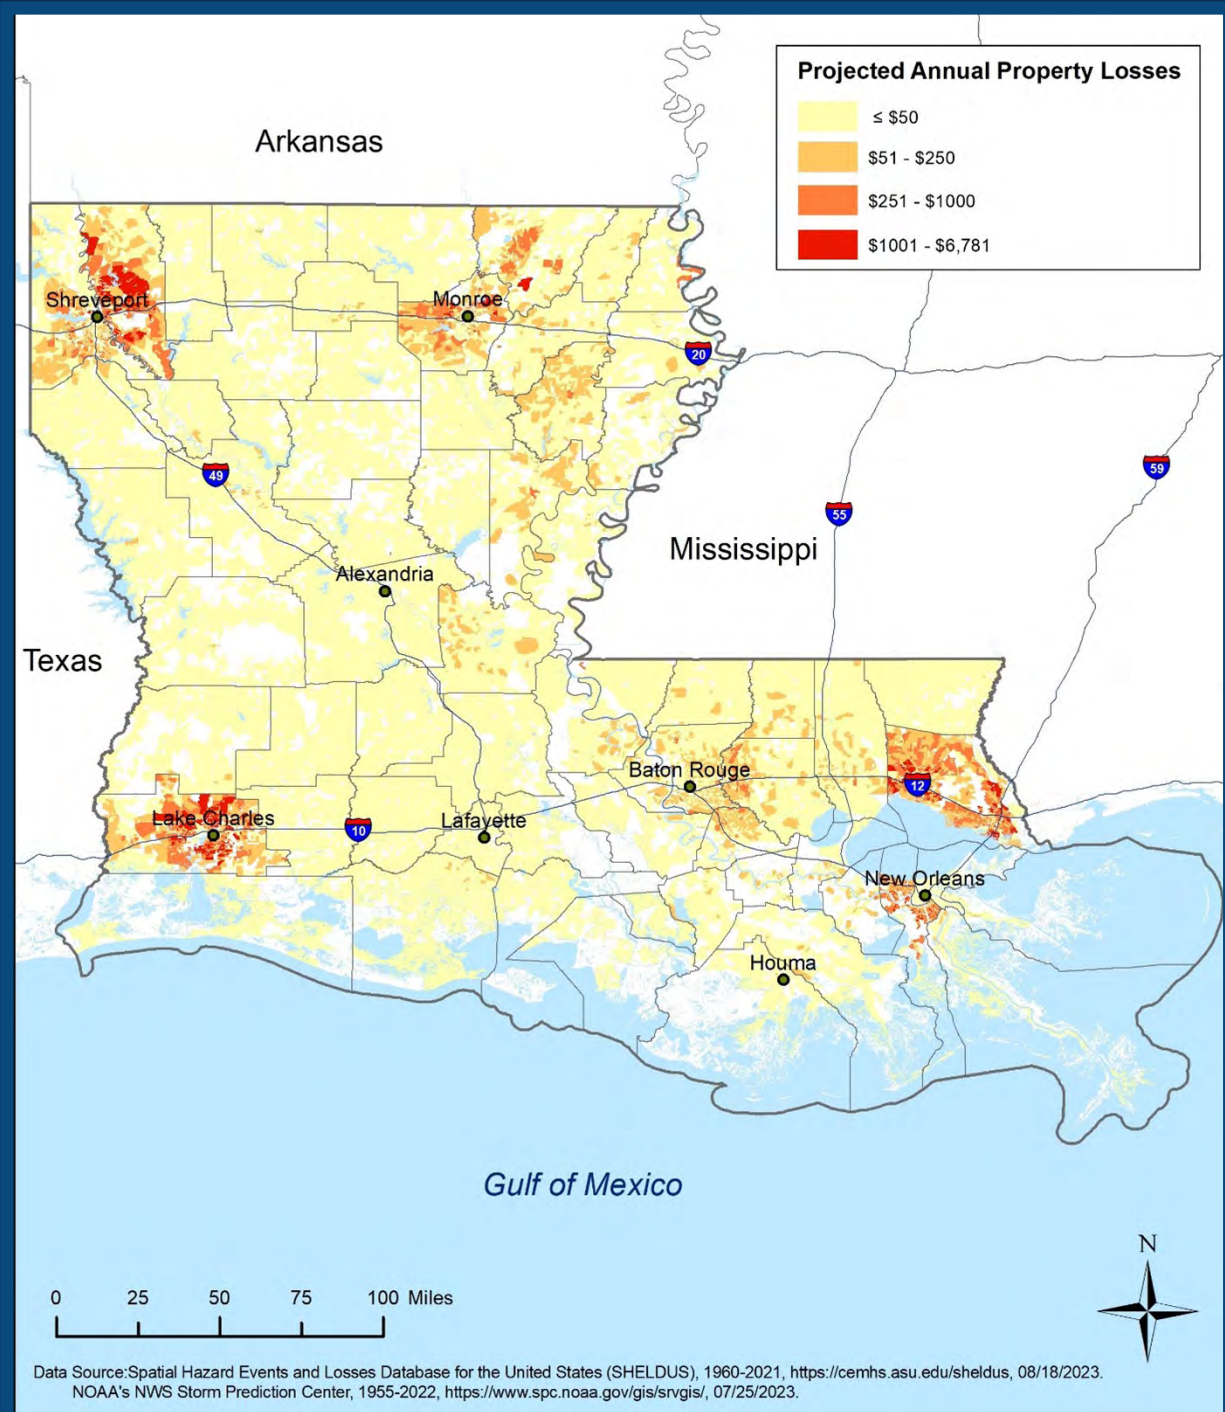 Projected Annual Property Losses
≤ $50
$51 - $250
$251 - $1000
$1001 - $6,781
Arkansas
Shreveport
Monroe
20
49
59
55
Mississippi
Alexandria
Texas
Baton Rouge
12
Lake Charles
10
Lafayette
New Orleans
Houma
Gulf of Mexico
N
0 25 50 75 100 Miles
Data Source:Spatial Hazard Events and Losses Database for the United States (SHELDUS), 1960-2021, https://cemhs.asu.edu/sheldus, 08/18/2023.
NOAA's NWS Storm Prediction Center, 1955-2022, https://www.spc.noaa.gov/gis/svrgis/, 07/25/2023.